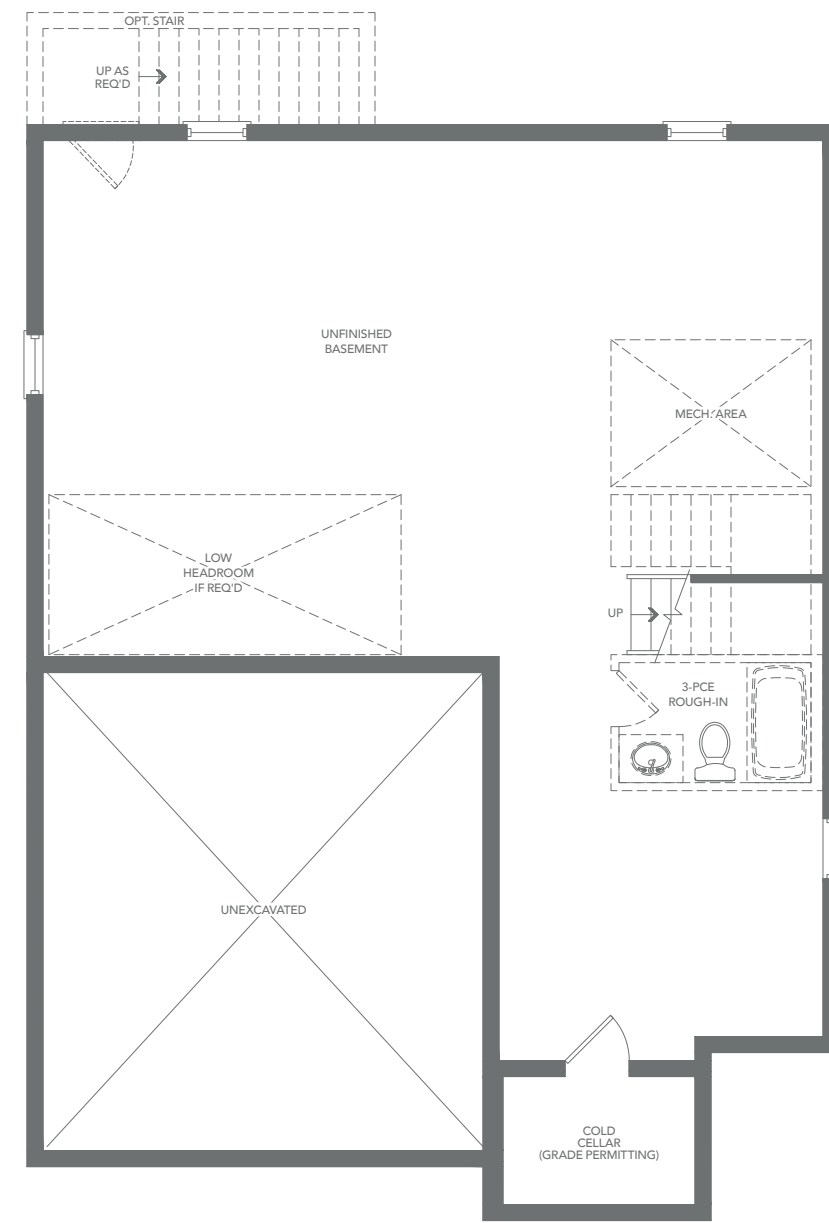 OPT. STAIR
UP AS
REQ'D
UNFINISHED
BASEMENT
MECH. AREA
LOW
HEADROOM
IF REQ'D
UP
3-PCE
ROUGH-IN
UNEXCAVATED
COLD
CELLAR
(GRADE PERMITTING)